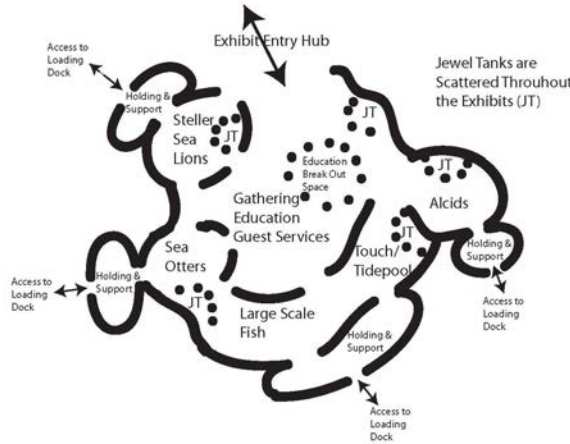 Exhibit Entry Hub
Access to
Loading
Dock
Jewel Tanks are
Scattered Throuhout
the Exhibits (JT)
Holding &
Support
Steller
Sea
Lions
JT
JT
Education
Break Out
Space
JT
Alcids
Gathering
Education
Guest Services
JT
Touch/
Tidepool
Holding &
Support
Sea
Otters
Holding &
Support
Access to
Loading
Dock
JT
Large Scale
Fish
Access to
Loading
Dock
Holding &
Support
Access to
Loading
Dock